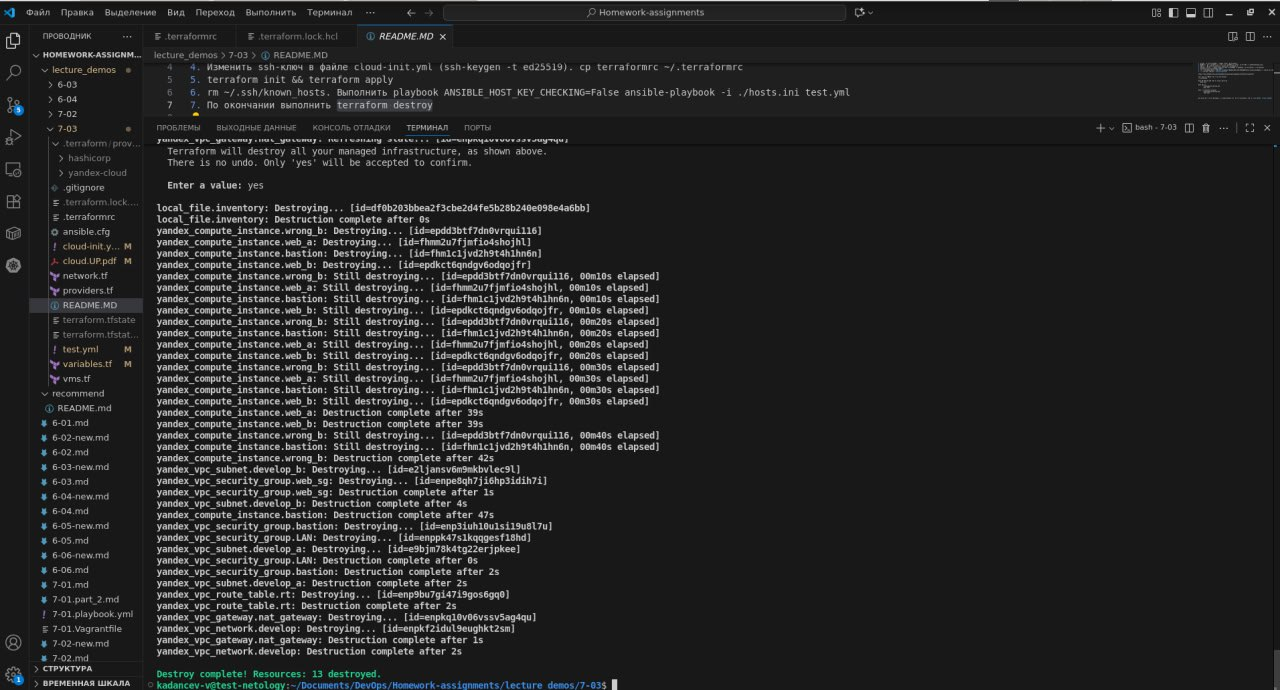 Файл Правка Выделение Вид Переход Выполнить Терминал ··· Homework-assignments
ПРОВОДНИК ···
HOMEWORK-ASSIGNM...
lecture_demos
6-03
6-04
7-02
7-03
.terraform / prov...
hashicorp
yandex-cloud
.gitignore
.terraform.lock....
.terraformrc
ansible.cfg
cloud-init.y... M
cloud.UP.pdf M
network.tf
providers.tf
README.MD
terraform.tfstate
terraform.tfstat...
test.yml M
variables.tf M
vms.tf
recommend
README.md
6-01.md
6-02-new.md
6-02.md
6-03-new.md
6-03.md
6-04-new.md
6-04.md
6-05-new.md
6-05.md
6-06-new.md
6-06.md
7-01.md
7-01.part_2.md
7-01.playbook.yml
7-01.Vagrantfile
7-02-new.md
7-02.md
СТРУКТУРА
ВРЕМЕННАЯ ШКАЛА
5
1
.terraformrc .terraform.lock.hcl README.MD
lecture_demos > 7-03 > README.MD
4 4. Изменить ssh-ключ в файле cloud-init.yml (ssh-keygen -t ed25519). cp terraformrc ~/.terraformrc
5 5. terraform init && terraform apply
6 6. rm ~/.ssh/known_hosts. Выполнить playbook ANSIBLE_HOST_KEY_CHECKING=False ansible-playbook -i ./hosts.ini test.yml
7 7. По окончании выполнить terraform destroy
ПРОБЛЕМЫ ВЫХОДНЫЕ ДАННЫЕ КОНСОЛЬ ОТЛАДКИ ТЕРМИНАЛ ПОРТЫ bash - 7-03
yandex_vpc_gateway.nat_gateway: Refreshing state... [id=enpkq10v06vssv5ag4qu]
Terraform will destroy all your managed infrastructure, as shown above.
There is no undo. Only 'yes' will be accepted to confirm.
Enter a value: yes
local_file.inventory: Destroying... [id=df0b203bbea2f3cbe2d4fe5b28b240e098e4a6bb]
local_file.inventory: Destruction complete after 0s
yandex_compute_instance.wrong_b: Destroying... [id=epdd3btf7dn0vrqui116]
yandex_compute_instance.web_a: Destroying... [id=fhmm2u7fjmfio4shojhl]
yandex_compute_instance.bastion: Destroying... [id=fhm1c1jvd2h9t4h1hn6n]
yandex_compute_instance.web_b: Destroying... [id=epdkct6qndgv6odqojfr]
yandex_compute_instance.wrong_b: Still destroying... [id=epdd3btf7dn0vrqui116, 00m10s elapsed]
yandex_compute_instance.web_a: Still destroying... [id=fhmm2u7fjmfio4shojhl, 00m10s elapsed]
yandex_compute_instance.bastion: Still destroying... [id=fhm1c1jvd2h9t4h1hn6n, 00m10s elapsed]
yandex_compute_instance.web_b: Still destroying... [id=epdkct6qndgv6odqojfr, 00m10s elapsed]
yandex_compute_instance.wrong_b: Still destroying... [id=epdd3btf7dn0vrqui116, 00m20s elapsed]
yandex_compute_instance.bastion: Still destroying... [id=fhm1c1jvd2h9t4h1hn6n, 00m20s elapsed]
yandex_compute_instance.web_a: Still destroying... [id=fhmm2u7fjmfio4shojhl, 00m20s elapsed]
yandex_compute_instance.web_b: Still destroying... [id=epdkct6qndgv6odqojfr, 00m20s elapsed]
yandex_compute_instance.wrong_b: Still destroying... [id=epdd3btf7dn0vrqui116, 00m30s elapsed]
yandex_compute_instance.web_a: Still destroying... [id=fhmm2u7fjmfio4shojhl, 00m30s elapsed]
yandex_compute_instance.bastion: Still destroying... [id=fhm1c1jvd2h9t4h1hn6n, 00m30s elapsed]
yandex_compute_instance.web_b: Still destroying... [id=epdkct6qndgv6odqojfr, 00m30s elapsed]
yandex_compute_instance.web_a: Destruction complete after 39s
yandex_compute_instance.web_b: Destruction complete after 39s
yandex_compute_instance.wrong_b: Still destroying... [id=epdd3btf7dn0vrqui116, 00m40s elapsed]
yandex_compute_instance.bastion: Still destroying... [id=fhm1c1jvd2h9t4h1hn6n, 00m40s elapsed]
yandex_compute_instance.wrong_b: Destruction complete after 42s
yandex_vpc_subnet.develop_b: Destroying... [id=e2ljansv6m9mkbvlec9l]
yandex_vpc_security_group.web_sg: Destroying... [id=enpe8qh7ji6hp3idih7i]
yandex_vpc_security_group.web_sg: Destruction complete after 1s
yandex_vpc_subnet.develop_b: Destruction complete after 4s
yandex_compute_instance.bastion: Destruction complete after 47s
yandex_vpc_security_group.bastion: Destroying... [id=enp3iuh10u1si19u8l7u]
yandex_vpc_security_group.LAN: Destroying... [id=enppk47s1kqqgesf18hd]
yandex_vpc_subnet.develop_a: Destroying... [id=e9bjm78k4tg22erjpkee]
yandex_vpc_security_group.LAN: Destruction complete after 0s
yandex_vpc_security_group.bastion: Destruction complete after 2s
yandex_vpc_subnet.develop_a: Destruction complete after 2s
yandex_vpc_route_table.rt: Destroying... [id=enp9bu7gi47i9gos6gq0]
yandex_vpc_route_table.rt: Destruction complete after 2s
yandex_vpc_gateway.nat_gateway: Destroying... [id=enpkq10v06vssv5ag4qu]
yandex_vpc_network.develop: Destroying... [id=enpkf2idul9eughkt2sm]
yandex_vpc_gateway.nat_gateway: Destruction complete after 1s
yandex_vpc_network.develop: Destruction complete after 2s
Destroy complete! Resources: 13 destroyed.
kadancev-v@test-netology:~/Documents/DevOps/Homework-assignments/lecture_demos/7-03$